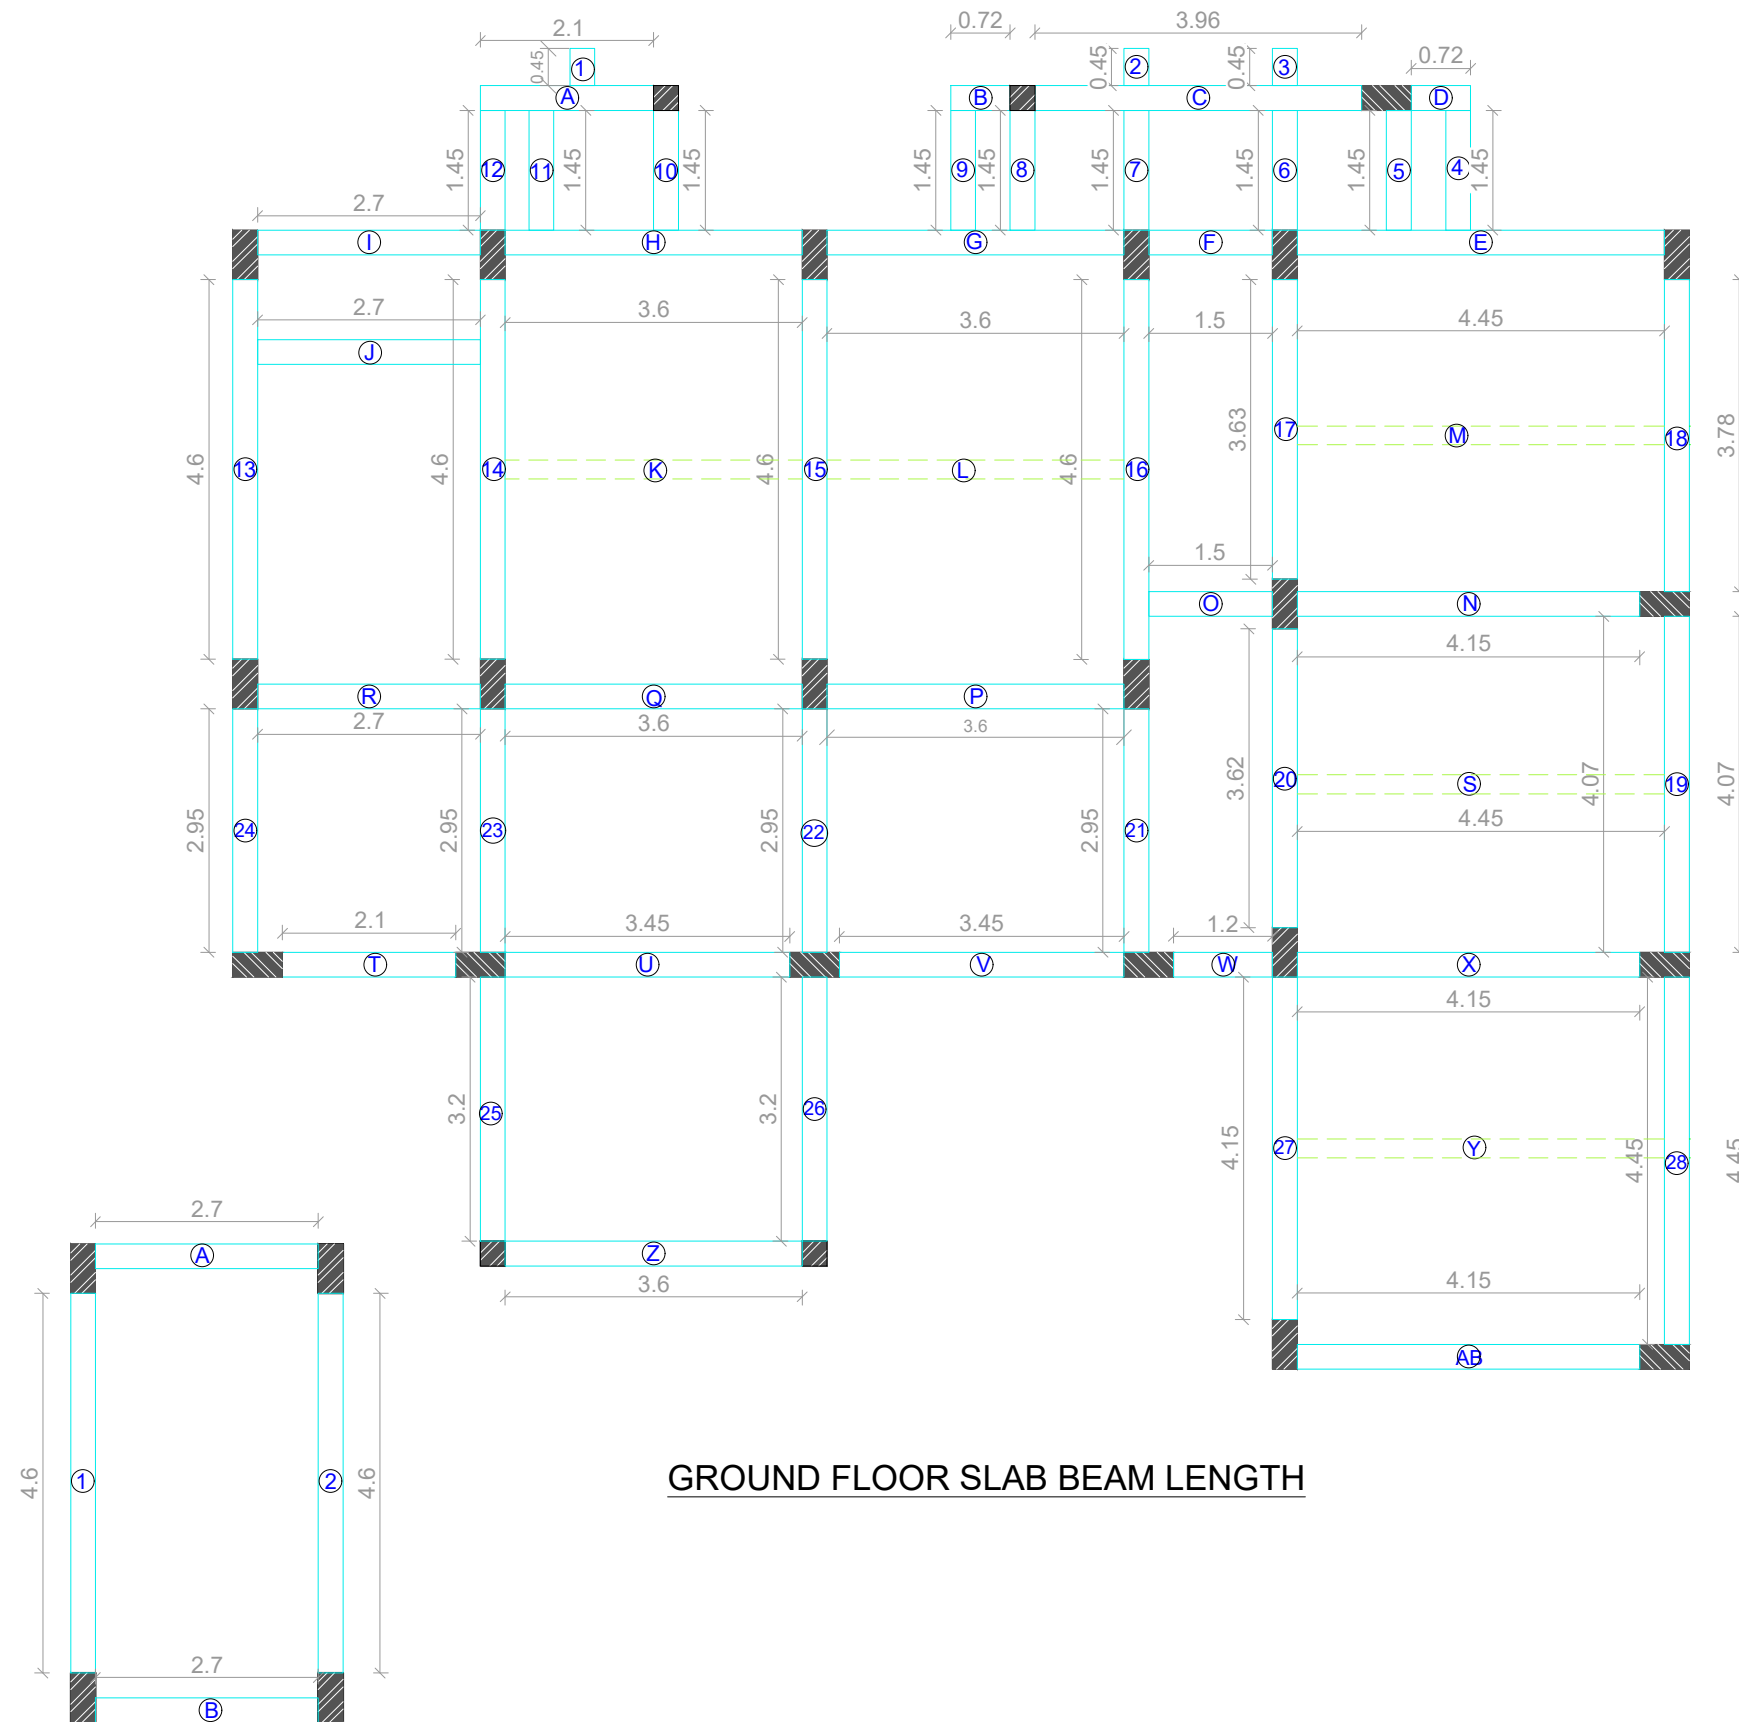 2.1
0.72
3.96
0.45
1
0.45
2
0.45
3
0.72
A
B
C
D
1.45
12
11
1.45
10
1.45
1.45
9
1.45
8
1.45
7
1.45
6
1.45
5
4
1.45
2.7
I
H
G
F
E
2.7
3.6
3.6
1.5
4.45
J
4.6
13
4.6
14
K
4.6
15
L
4.6
16
3.63
17
M
18
3.78
1.5
O
N
4.15
R
Q
P
2.7
3.6
3.6
2.95
24
2.95
23
2.95
22
2.95
21
3.62
20
S
4.07
19
4.07
4.45
2.1
3.45
3.45
1.2
T
U
V
W
X
4.15
3.2
25
3.2
26
4.15
27
Y
4.45
28
4.45
2.7
A
Z
3.6
4.15
AB
4.6
1
2
4.6
GROUND FLOOR SLAB BEAM LENGTH
2.7
B